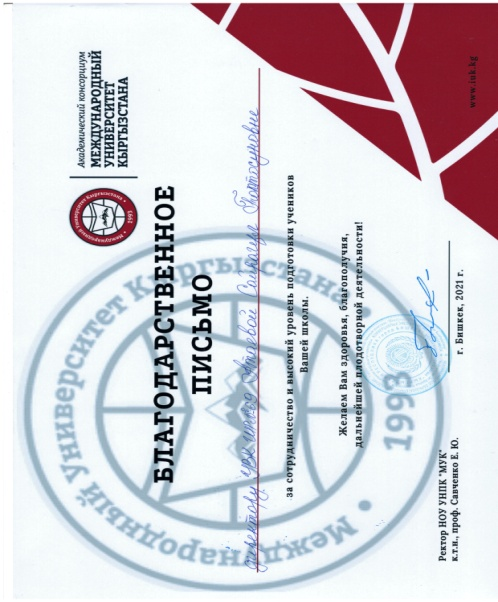 Академический консорциум
МЕЖДУНАРОДНЫЙ
УНИВЕРСИТЕТ
КЫРГЫЗСТАНА
• Международный университет Кыргызстана •
1993
БЛАГОДАРСТВЕННОЕ
ПИСЬМО
директору
за сотрудничество и высокий уровень подготовки учеников
Вашей школы.
Желаем Вам здоровья, благополучия,
дальнейшей плодотворной деятельности!
Ректор НОУ УНПК "МУК"
к.т.н., проф. Савченко Е. Ю.
г. Бишкек, 2021 г.
www.iuk.kg
• Международный Университет Кыргызстана •
1993